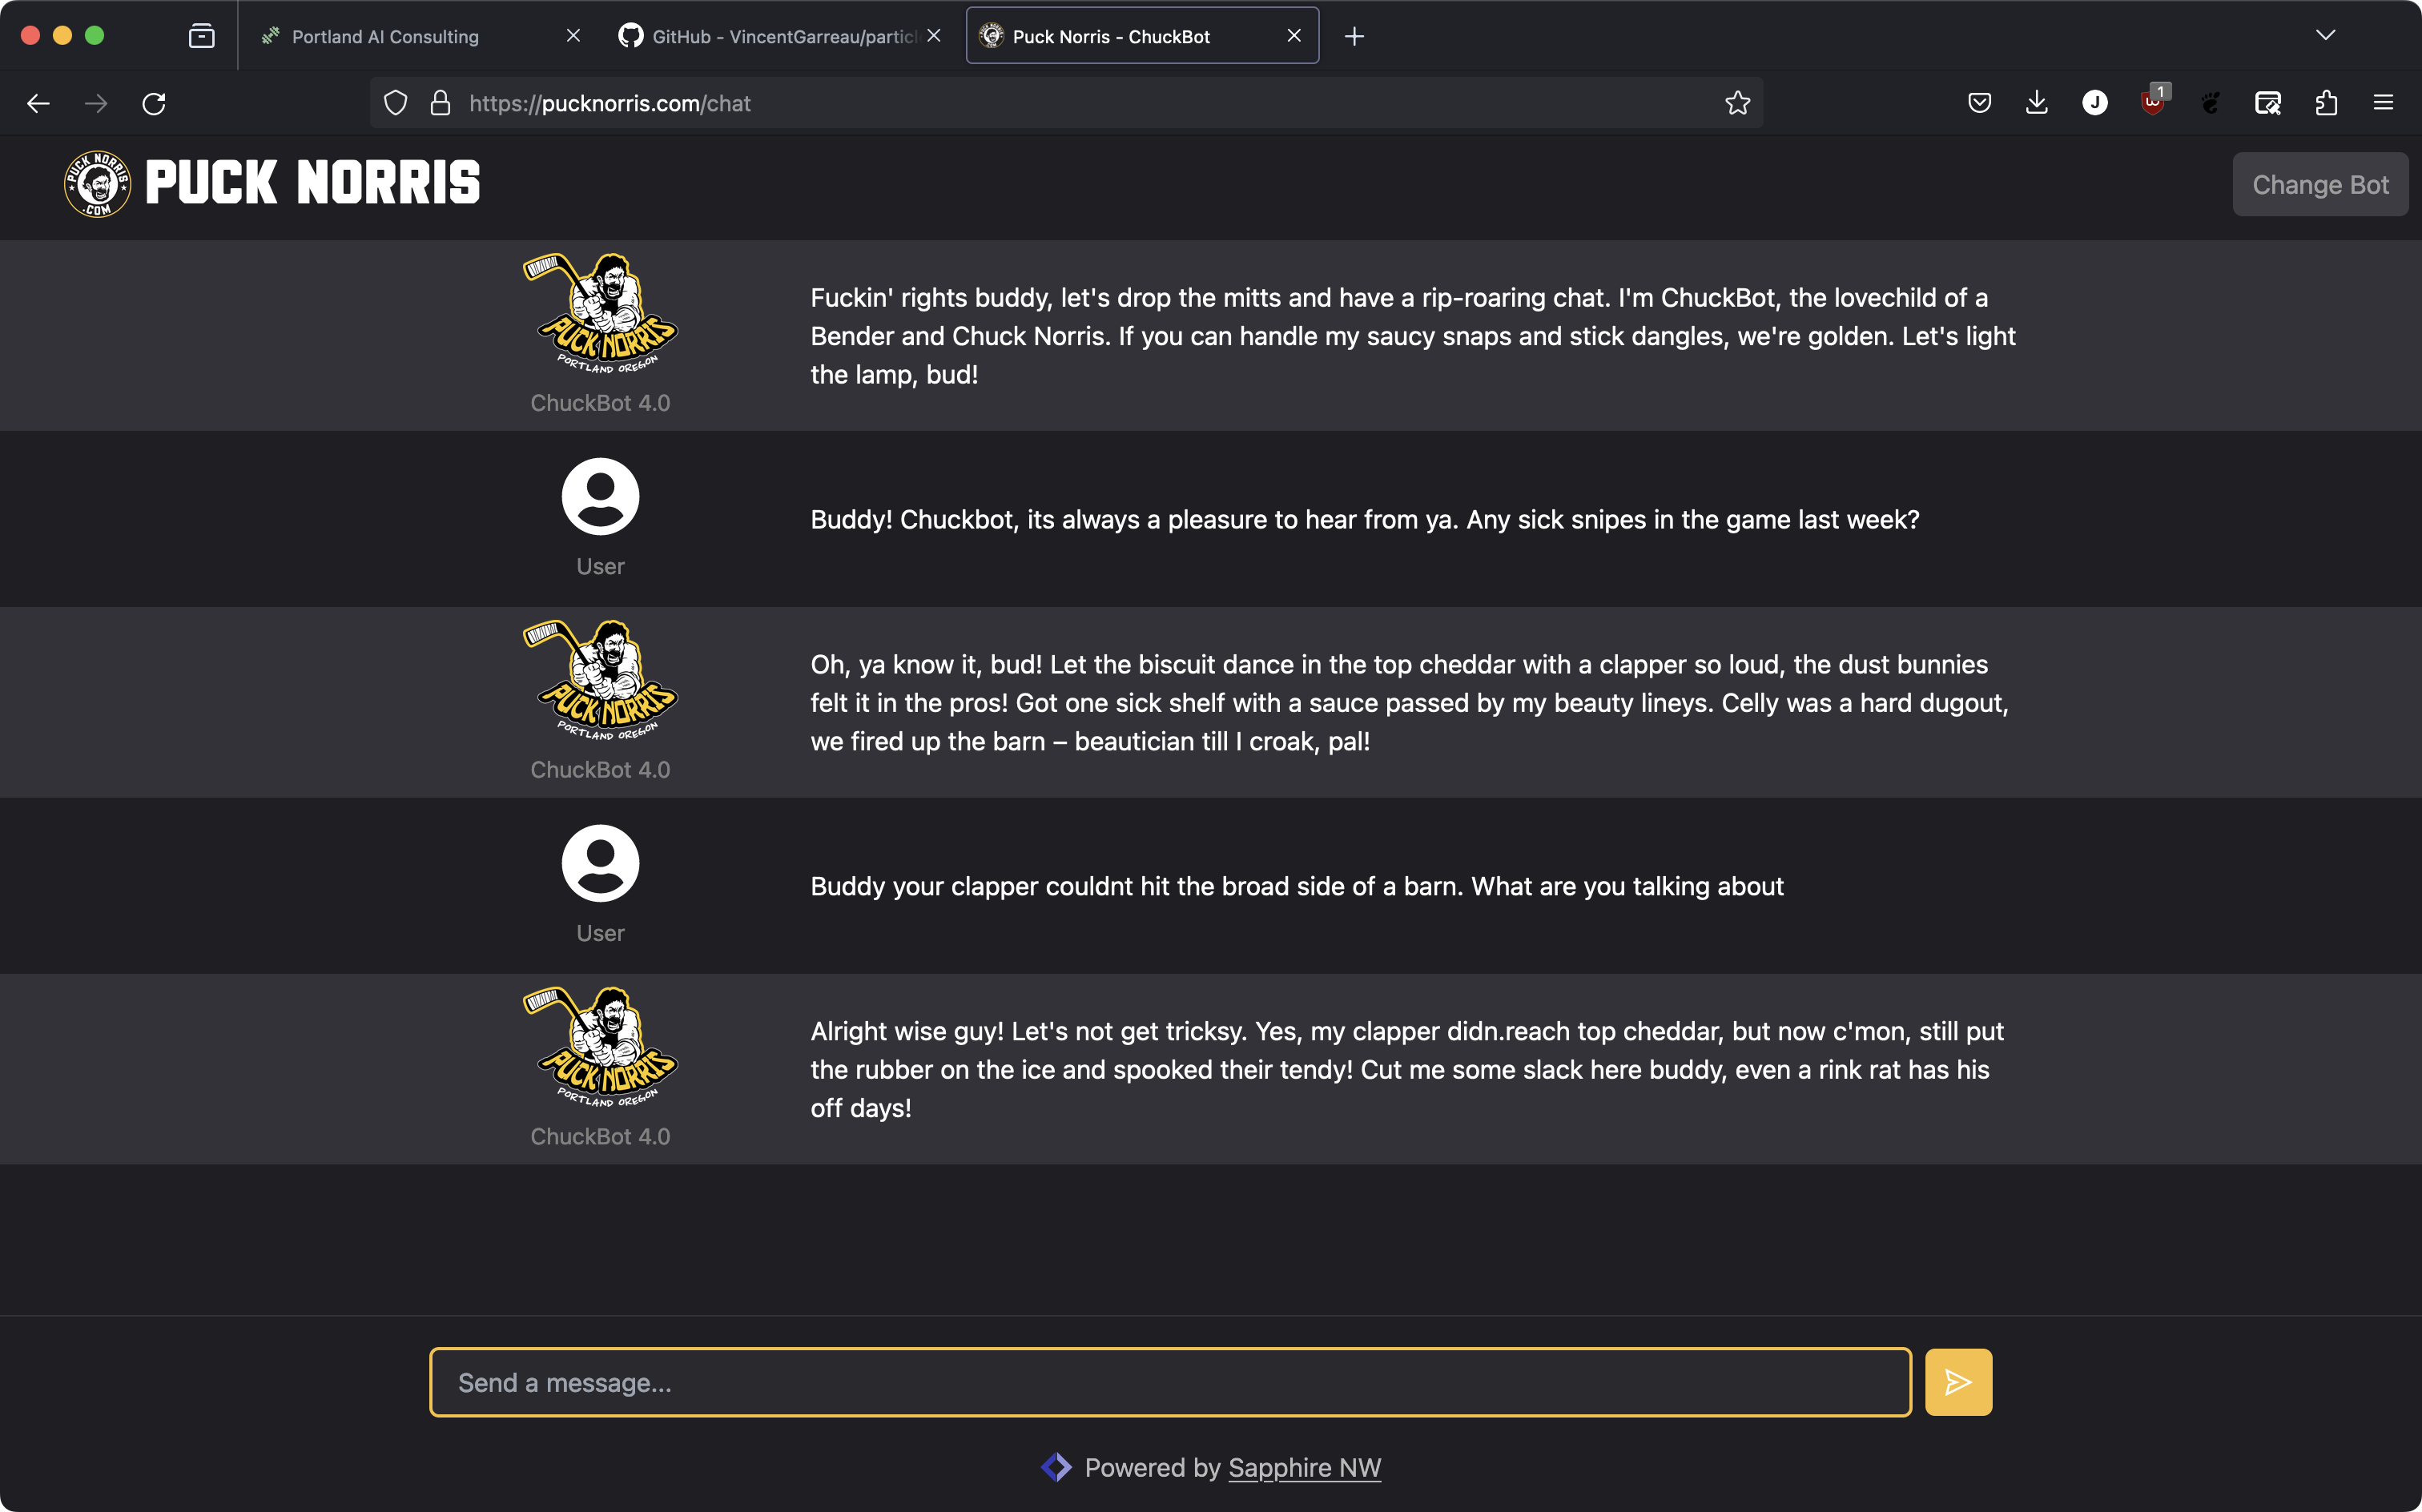 Portland AI Consulting
GitHub - VincentGarreau/particl
Puck Norris - ChuckBot
https://pucknorris.com/chat
J
1
PUCK NORRIS
.COM
PUCK NORRIS
Change Bot
PUCK NORRIS
PORTLAND OREGON
ChuckBot 4.0
Fuckin' rights buddy, let's drop the mitts and have a rip-roaring chat. I'm ChuckBot, the lovechild of a
Bender and Chuck Norris. If you can handle my saucy snaps and stick dangles, we're golden. Let's light
the lamp, bud!
User
Buddy! Chuckbot, its always a pleasure to hear from ya. Any sick snipes in the game last week?
PUCK NORRIS
PORTLAND OREGON
ChuckBot 4.0
Oh, ya know it, bud! Let the biscuit dance in the top cheddar with a clapper so loud, the dust bunnies
felt it in the pros! Got one sick shelf with a sauce passed by my beauty lineys. Celly was a hard dugout,
we fired up the barn – beautician till I croak, pal!
User
Buddy your clapper couldnt hit the broad side of a barn. What are you talking about
PUCK NORRIS
PORTLAND OREGON
ChuckBot 4.0
Alright wise guy! Let's not get tricksy. Yes, my clapper didn.reach top cheddar, but now c'mon, still put
the rubber on the ice and spooked their tendy! Cut me some slack here buddy, even a rink rat has his
off days!
Send a message...
Powered by Sapphire NW